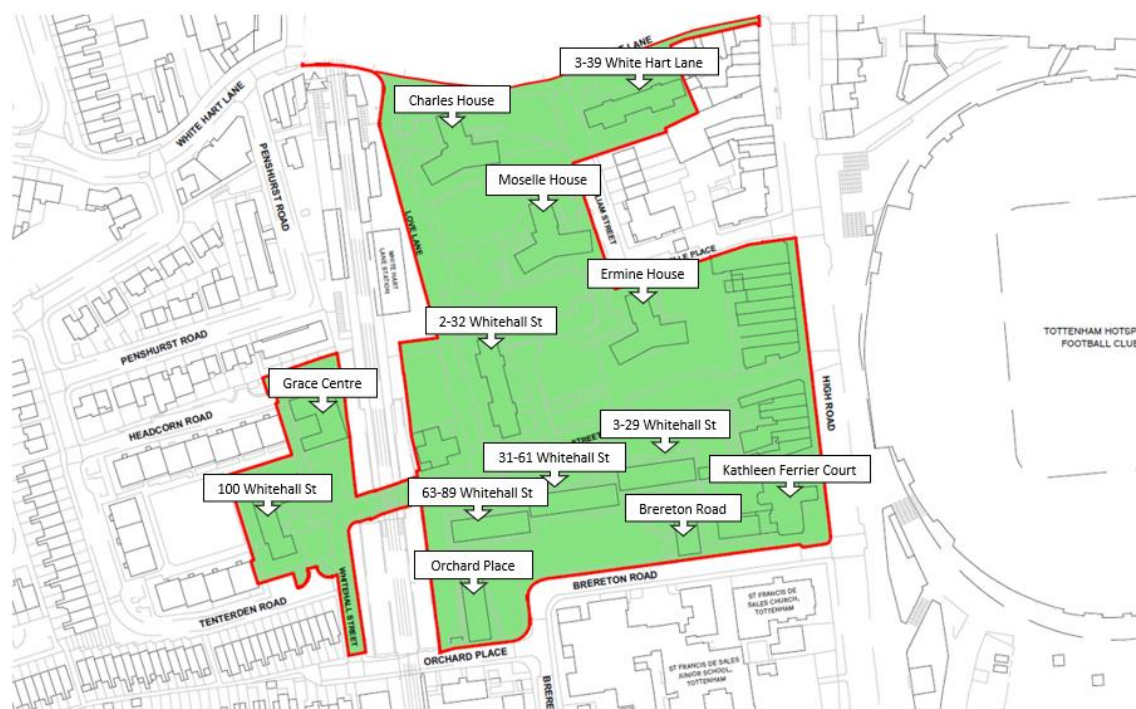 LANE
3-39 White Hart Lane
Charles House
WHITE HART LANE
PENSHURST ROAD
Moselle House
LOVE LANE
WHITE HART
LANE STATION
STREET
PLACE
Ermine House
2-32 Whitehall St
TOTTENHAM
FOOTBALL
PENSHURST ROAD
Grace Centre
HIGH ROAD
HEADCORN ROAD
3-29 Whitehall St
31-61 Whitehall St
Kathleen Ferrier Court
100 Whitehall St
63-89 Whitehall St
Brereton Road
Orchard Place
BRERETON ROAD
WHITEHALL STREET
TENTERDEN ROAD
ST FRANCIS DE
SALES CHURCH,
TOTTENHAM
ORCHARD PLACE
ST FRANCIS DE SALES
JUNIOR SCHOOL,
TOTTENHAM